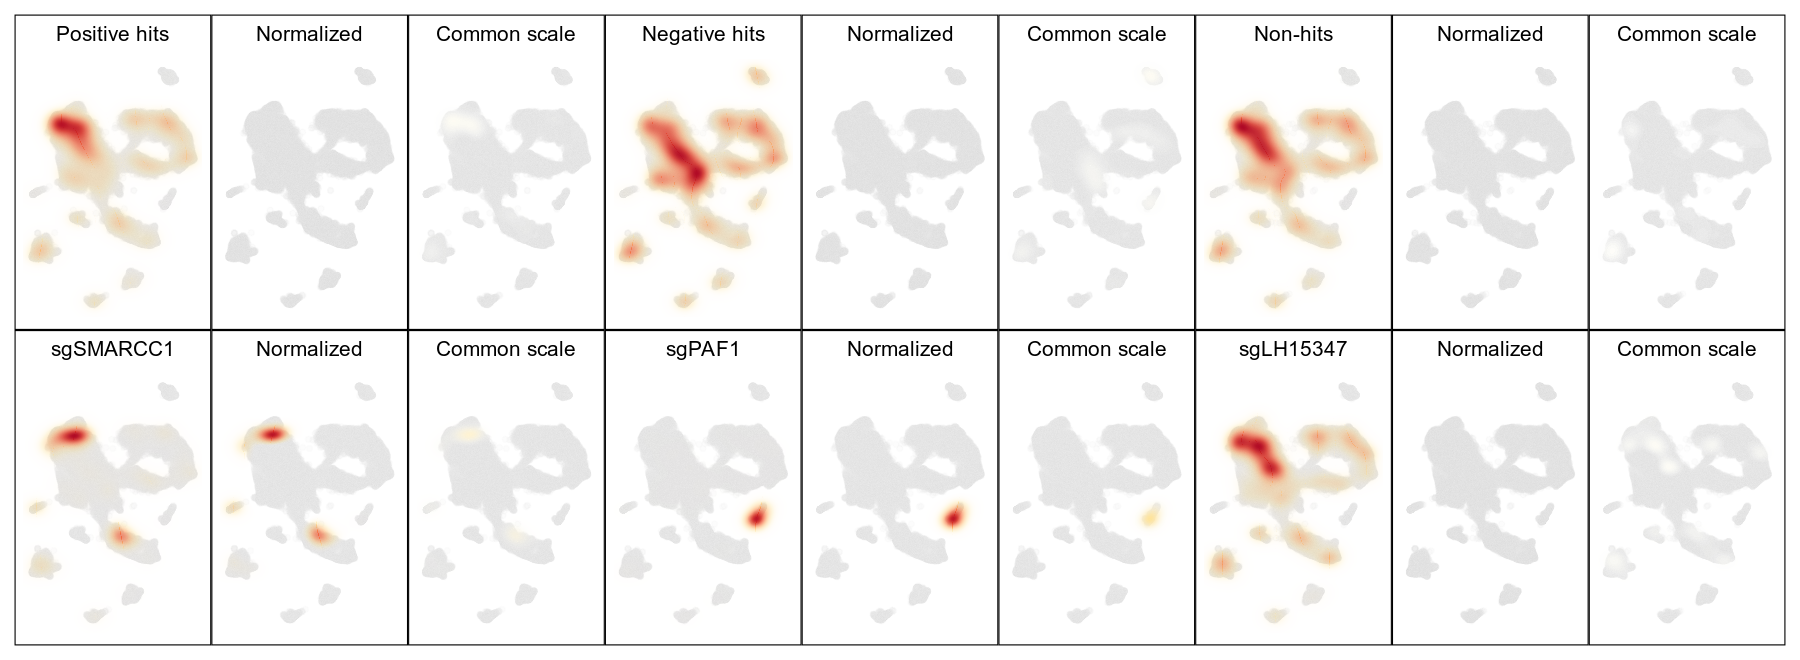 Positive hits
Normalized
Common scale
Negative hits
Normalized
Common scale
Non-hits
Normalized
Common scale
sgSMARCC1
Normalized
Common scale
sgPAF1
Normalized
Common scale
sgLH15347
Normalized
Common scale